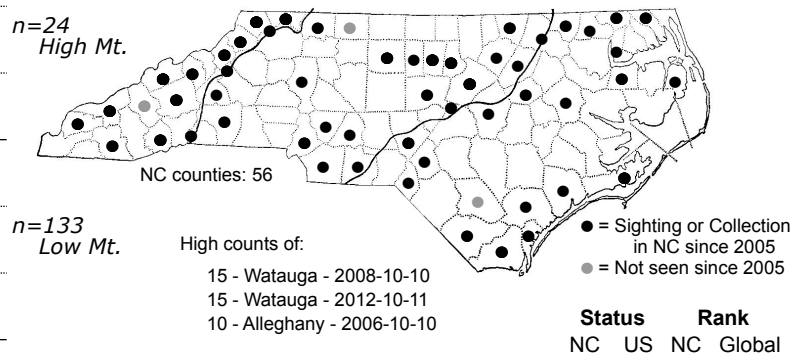 n=24
High Mt.
NC counties: 56
n=133
Low Mt.
High counts of:
15 - Watauga - 2008-10-10
15 - Watauga - 2012-10-11
10 - Alleghany - 2006-10-10
= Sighting or Collection
in NC since 2005
= Not seen since 2005
Status Rank
NC US NC Global